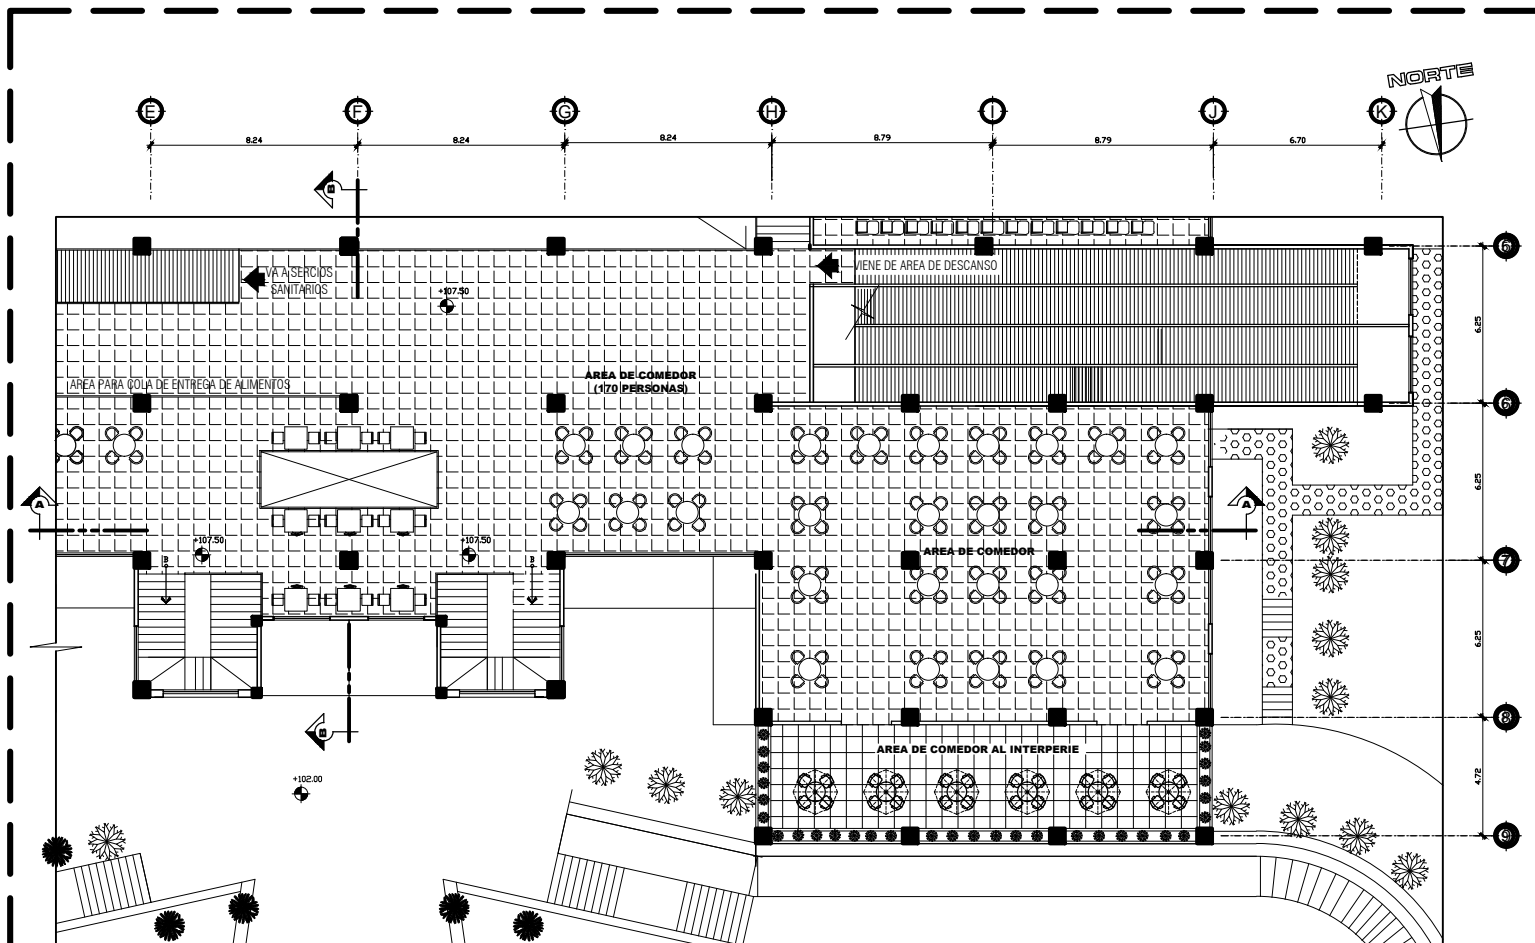 NORTE
E F G H I J K
8.24 8.24 8.24 8.79 8.79 6.70
B
6
VA A SERCIOS
SANITARIOS
VIENE DE AREA DE DESCANSO
+107.50
6.25
AREA DE COMEDOR
(170 PERSONAS)
AREA PARA COLA DE ENTREGA DE ALIMENTOS
6
6.25
A A
+107.50 +107.50
AREA DE COMEDOR
7
B B
6.25
8
B
AREA DE COMEDOR AL INTERPERIE
+102.00
4.72
9